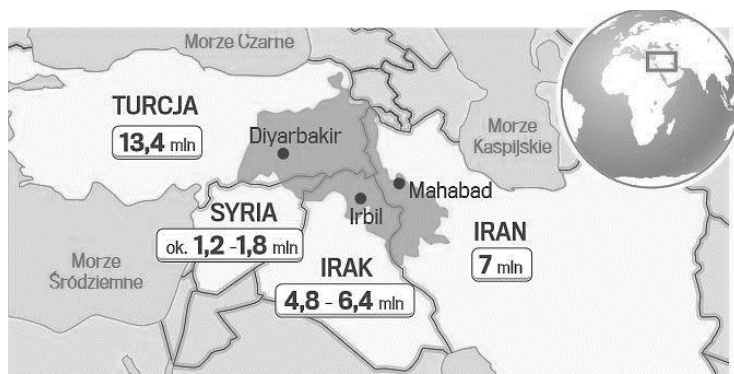 Morze Czarne
TURCJA
13,4 mln
Diyarbakir
Morze
Kaspijskie
Mahabad
Irbil
SYRIA
ok. 1,2 -1,8 mln
IRAN
7 mln
Morze
Śródziemne
IRAK
4,8 - 6,4 mln